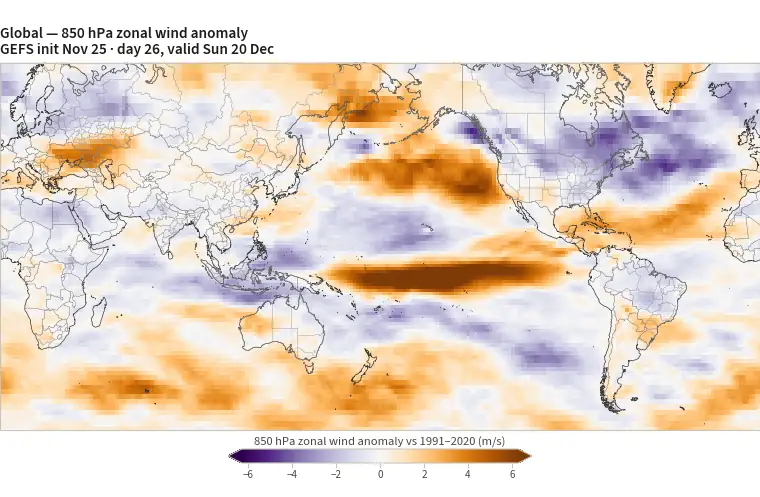 Global — 850 hPa zonal wind anomaly
GEFS init Nov 25 · day 26, valid Sun 20 Dec
850 hPa zonal wind anomaly vs 1991−2020 (m/s)
−6 −4 −2 0 2 4 6